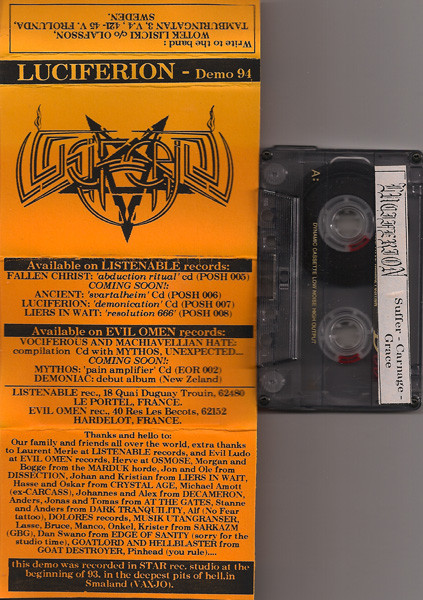 Write to the band :
WOTEK LISICKI c/o OLAFSSON,
TAMBURINGATAN 3, 4 V. 421 - 45 V. FROLUNDA,
SWEDEN.
LUCIFERION - Demo 94
LUCIFERION
Available on LISTENABLE records:
FALLEN CHRIST: 'abduction ritual' cd (POSH 005)
COMING SOON!:
ANCIENT: 'svartalheim' Cd (POSH 006)
LUCIFERION: 'demonication' Cd (POSH 007)
LIERS IN WAIT: 'resolution 666' (POSH 008)
Available on EVIL OMEN records:
VOCIFEROUS and MACHIAVELLIAN HATE:
compilation Cd with MYTHOS, UNEXPECTED....
COMING SOON!:
MYTHOS: 'pain amplifier' Cd (EOR 002)
DEMONIAC: debut album (New Zeland)
LISTENABLE rec., 18 Quai Duguay Trouin, 62480
LE PORTEL, FRANCE.
EVIL OMEN rec., 40 Res Les Becots, 62152
HARDELOT, FRANCE.
Thanks and hello to:
Our family and friends all over the world, extra thanks
to Laurent Merle at LISTENABLE records, and Evil Ludo
at EVIL OMEN records, Herve at OSMOSE, Morgan and
Bogge from the MARDUK horde, Jon and Ole from
DISSECTION, Johan and Kristian from LIERS IN WAIT,
Hasse and Oskar from CRYSTAL AGE, Michael Amott
(ex-CARCASS), Johannes and Alex from DECAMERON,
Anders, Jonas and Tomas from AT THE GATES, Stanne
and Anders from DARK TRANQUILITY, Alf (No Fear
tattoo), DOLORES records, MUSIK UTANGRANSER,
Lasse, Bruce, Manco, Onkel, Krister from SARKAZM
(GBG), Dan Swano from EDGE OF SANITY (sorry for the
studio time), GOATLORD AND HELLBLASTER from
GOAT DESTROYER, Pinhead (you rule)....
this demo was recorded in STAR rec. studio at the
beginning of 93. in the deepest pits of hell,in
Smaland (VAXJO).
A:
DYNAMIC CASSETTE LOW NOISE HIGH OUTPUT
LUCIFERION
Suffer - Carnage -
Grace